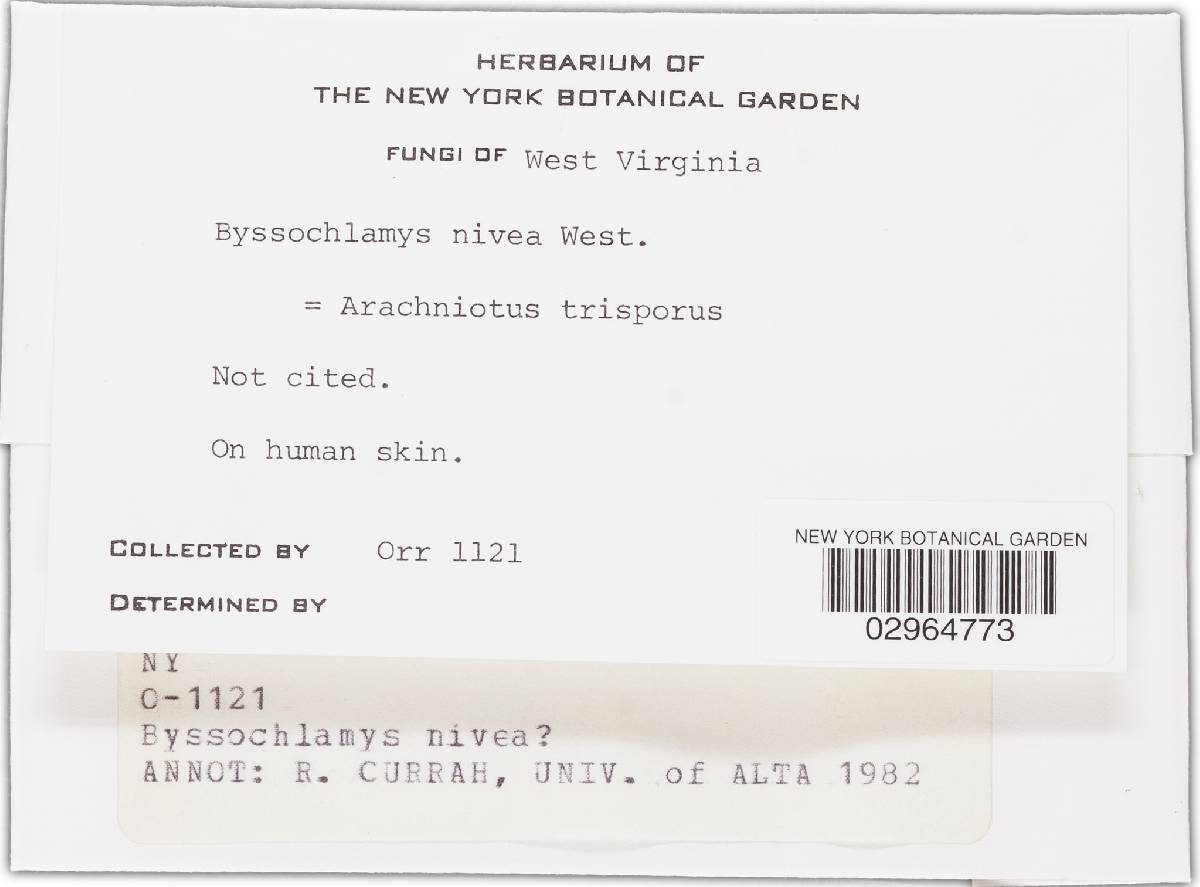 HERBARIUM OF
THE NEW YORK BOTANICAL GARDEN
FUNGI OF West Virginia
Byssochlamys nivea West.
= Arachniotus trisporus
Not cited.
On human skin.
COLLECTED BY Orr 1121
DETERMINED BY
NEW YORK BOTANICAL GARDEN
02964773
NY
O-1121
Byssochlamys nivea?
ANNOT: R. CURRAH, UNIV. of ALTA 1982